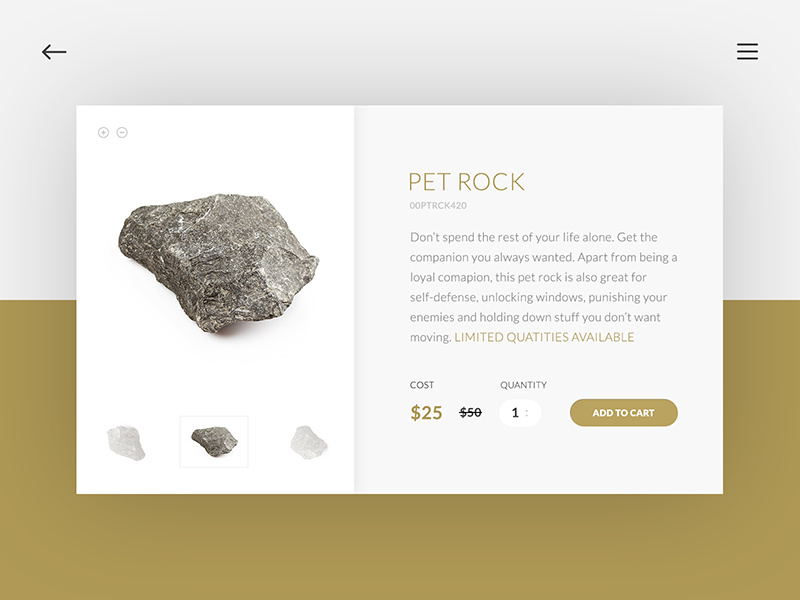 PET ROCK
00PTRCK420
Don't spend the rest of your life alone. Get the
companion you always wanted. Apart from being a
loyal comapion, this pet rock is also great for
self-defense, unlocking windows, punishing your
enemies and holding down stuff you don't want
moving. LIMITED QUATITIES AVAILABLE
COST QUANTITY
$25 $50 1 ADD TO CART